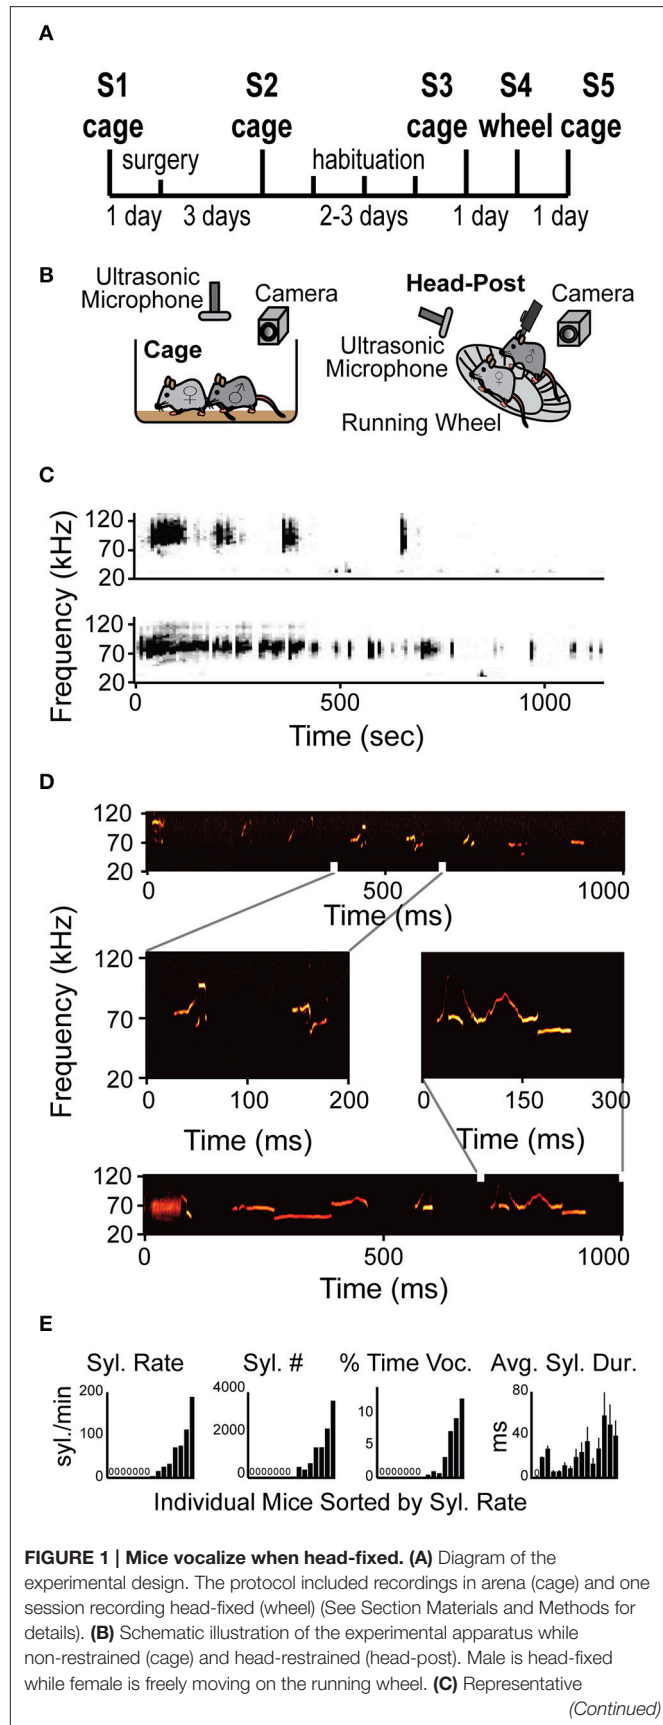 A
S1 S2 S3 S4 S5
cage cage cage wheel cage
surgery habituation
1 day 3 days 2-3 days 1 day 1 day
B
Ultrasonic
Microphone
Camera
Cage
♀ ♂
Head-Post
Camera
Ultrasonic
Microphone
♀ ♂
Running Wheel
C
Frequency (kHz)
120
70
20
120
70
20
0 500 1000
Time (sec)
D
Frequency (kHz)
120
70
20
0 500 1000
Time (ms)
120
70
20
0 100 200
Time (ms)
0 150 300
Time (ms)
120
70
20
0 500 1000
Time (ms)
E
Syl. Rate Syl. # % Time Voc. Avg. Syl. Dur.
syl./min
200
100
0
0000000
4000
2000
0
0000000
10
5
0
0000000
ms
80
40
0
0
Individual Mice Sorted by Syl. Rate
FIGURE 1 | Mice vocalize when head-fixed. (A) Diagram of the
experimental design. The protocol included recordings in arena (cage) and one
session recording head-fixed (wheel) (See Section Materials and Methods for
details). (B) Schematic illustration of the experimental apparatus while
non-restrained (cage) and head-restrained (head-post). Male is head-fixed
while female is freely moving on the running wheel. (C) Representative
(Continued)